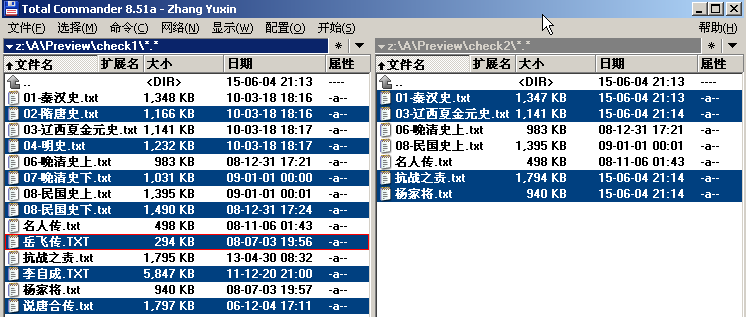 Total Commander 8.51a - Zhang Yuxin
文件(F) 选择(M) 命令(C) 网络(N) 显示(W) 配置(O) 开始(S) 帮助(H)
z:\A\Preview\check1\*.* * ▼
文件名 扩展名 大小 日期 属性
.. <DIR> 15-06-04 21:13 ----
01-秦汉史.txt 1,348 KB 10-03-18 18:16 -a--
02-隋唐史.txt 1,166 KB 10-03-18 18:16 -a--
03-辽西夏金元史.txt 1,141 KB 10-03-18 18:17 -a--
04-明史.txt 1,232 KB 10-03-18 18:17 -a--
06-晚清史上.txt 983 KB 08-12-31 17:21 -a--
07-晚清史下.txt 1,031 KB 09-01-01 00:00 -a--
08-民国史上.txt 1,395 KB 09-01-01 00:01 -a--
08-民国史下.txt 1,490 KB 08-12-31 17:24 -a--
名人传.txt 498 KB 08-11-06 01:43 -a--
岳飞传.TXT 294 KB 08-07-03 19:56 -a--
抗战之责.txt 1,795 KB 13-04-30 08:32 -a--
李自成.TXT 5,847 KB 11-12-20 21:00 -a--
杨家将.txt 940 KB 08-07-03 19:57 -a--
说唐合传.txt 1,797 KB 06-12-04 17:11 -a--
z:\A\Preview\check2\*.* * ▼
文件名 扩展名 大小 日期 属性
.. <DIR> 15-06-04 21:13 ----
01-秦汉史.txt 1,347 KB 15-06-04 21:13 -a--
03-辽西夏金元史.txt 1,141 KB 15-06-04 21:14 -a--
06-晚清史上.txt 983 KB 08-12-31 17:21 -a--
08-民国史上.txt 1,395 KB 09-01-01 00:01 -a--
名人传.txt 498 KB 08-11-06 01:43 -a--
抗战之责.txt 1,794 KB 15-06-04 21:14 -a--
杨家将.txt 940 KB 15-06-04 21:14 -a--